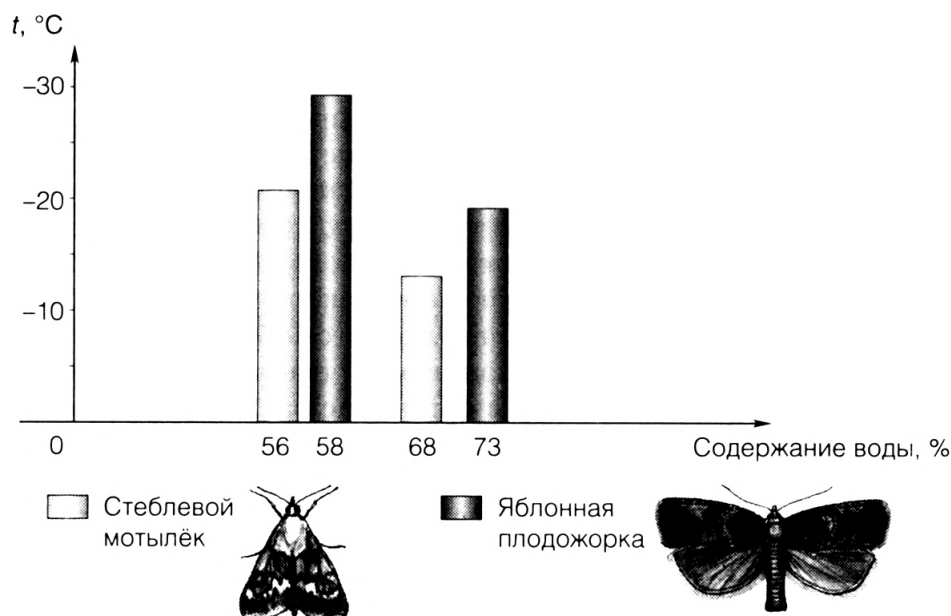 t, °C
–30
–20
–10
0
56 58 68 73 Содержание воды, %
Стеблевой
мотылёк
Яблонная
плодожорка